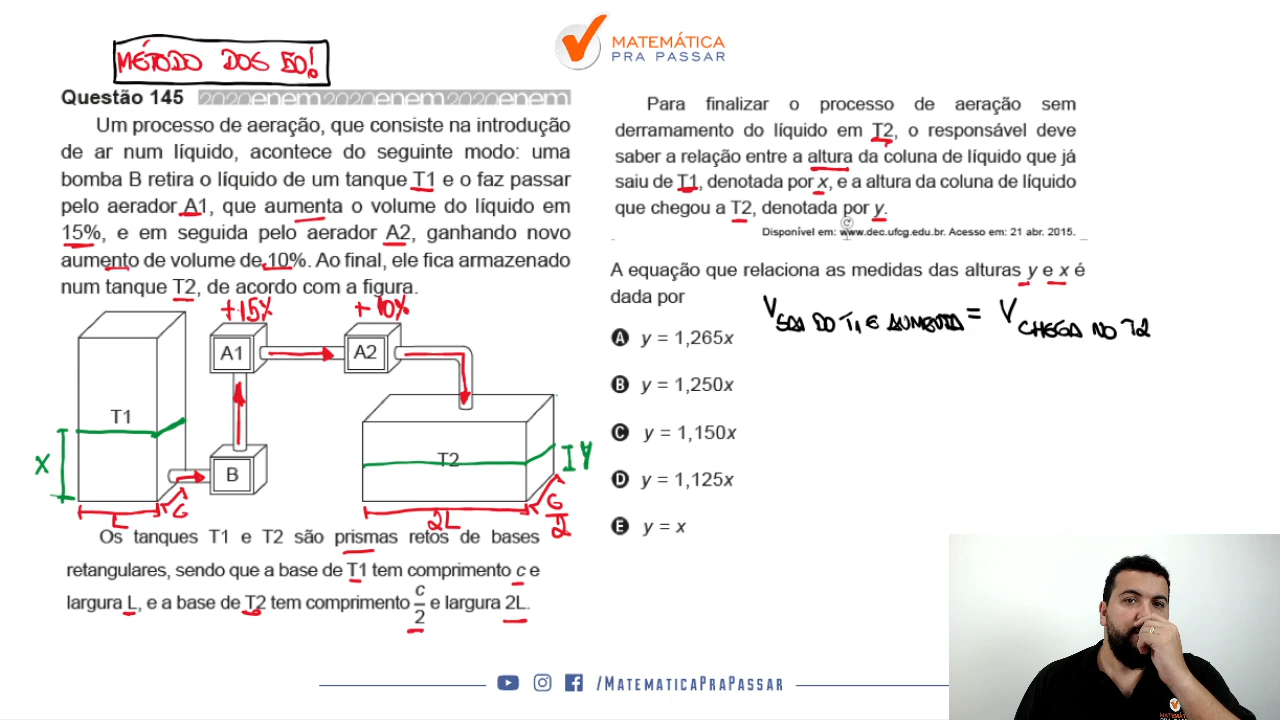 MATEMÁTICA
PRA PASSAR
MÉTODO DOS 50!
Questão 145 2020enem2020enem2020enem
Um processo de aeração, que consiste na introdução
de ar num líquido, acontece do seguinte modo: uma
bomba B retira o líquido de um tanque T1 e o faz passar
pelo aerador A1, que aumenta o volume do líquido em
15%, e em seguida pelo aerador A2, ganhando novo
aumento de volume de 10%. Ao final, ele fica armazenado
num tanque T2, de acordo com a figura.
+15%
+10%
A1
A2
T1
B
T2
X
Y
L
C
2L
C
2
Os tanques T1 e T2 são prismas retos de bases
retangulares, sendo que a base de T1 tem comprimento c e
largura L, e a base de T2 tem comprimento c/2 e largura 2L.
Para finalizar o processo de aeração sem
derramamento do líquido em T2, o responsável deve
saber a relação entre a altura da coluna de líquido que já
saiu de T1, denotada por x, e a altura da coluna de líquido
que chegou a T2, denotada por y.
Disponível em: www.dec.ufcg.edu.br. Acesso em: 21 abr. 2015.
A equação que relaciona as medidas das alturas y e x é
dada por
V SAI DO T1 E AUMENTA = V CHEGA NO T2
A y = 1,265x
B y = 1,250x
C y = 1,150x
D y = 1,125x
E y = x
/MATEMATICAPRAPASSAR